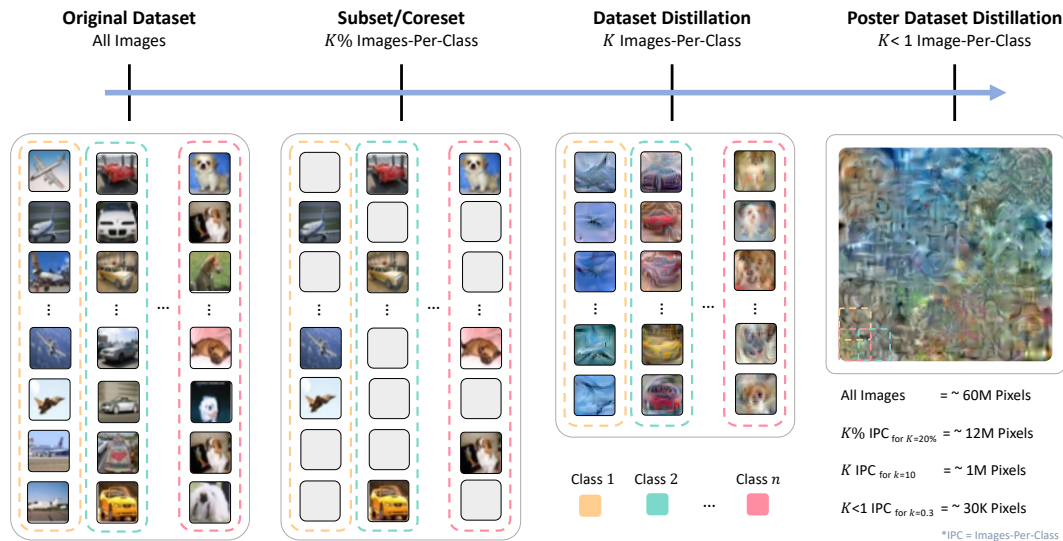 Original Dataset
All Images
Subset/Coreset
K% Images-Per-Class
Dataset Distillation
K Images-Per-Class
Poster Dataset Distillation
K< 1 Image-Per-Class
...
...
...
All Images = ~ 60M Pixels
K% IPC for K=20% = ~ 12M Pixels
K IPC for k=10 = ~ 1M Pixels
K<1 IPC for k=0.3 = ~ 30K Pixels
Class 1 Class 2 ... Class n
*IPC = Images-Per-Class